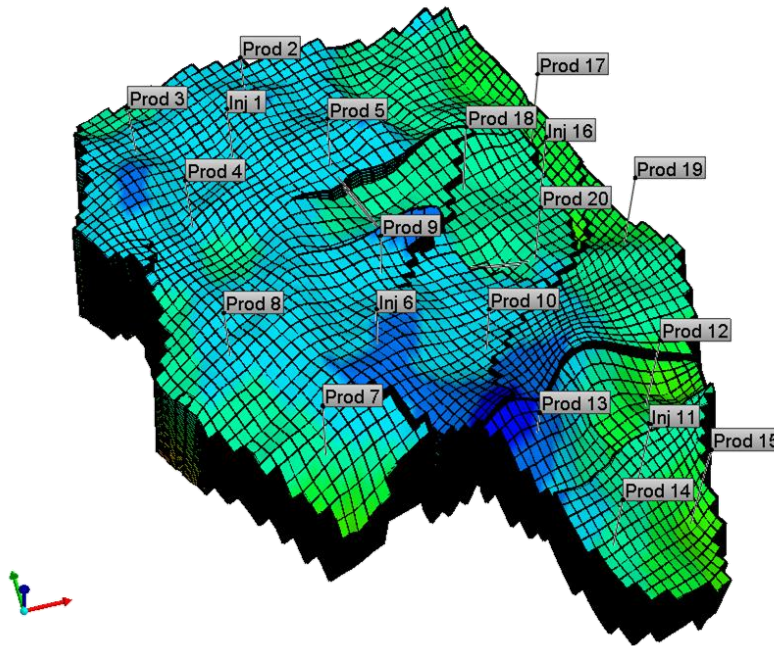 Prod 2
Prod 17
Prod 3
Inj 1
Prod 5
Prod 18
Inj 16
Prod 4
Prod 19
Prod 20
Prod 9
Prod 8
Inj 6
Prod 10
Prod 12
Prod 7
Prod 13
Inj 11
Prod 15
Prod 14